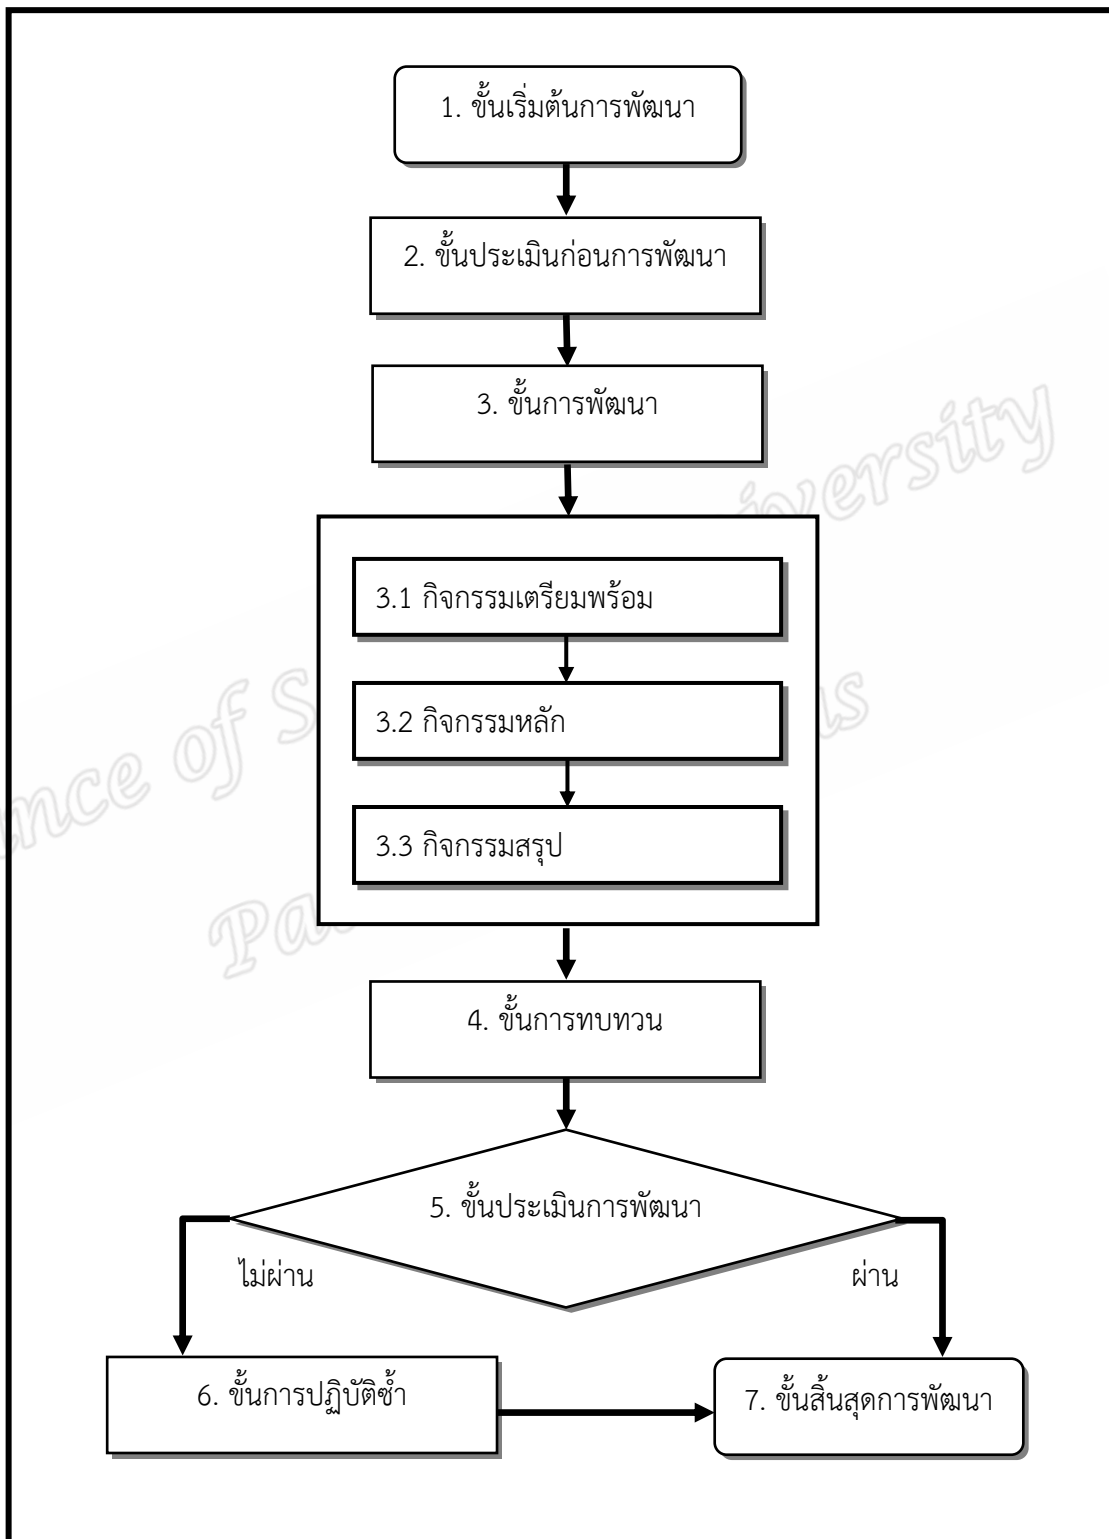 1. ขั้นเริ่มต้นการพัฒนา
2. ขั้นประเมินก่อนการพัฒนา
3. ขั้นการพัฒนา
iversity
3.1 กิจกรรมเตรียมพร้อม
3.2 กิจกรรมหลัก
of S
3.3 กิจกรรมสรุป
4. ขั้นการทบทวน
5. ขั้นประเมินการพัฒนา
ไม่ผ่าน
ผ่าน
6. ขั้นการปฏิบัติซ้ำ
7. ขั้นสิ้นสุดการพัฒนา